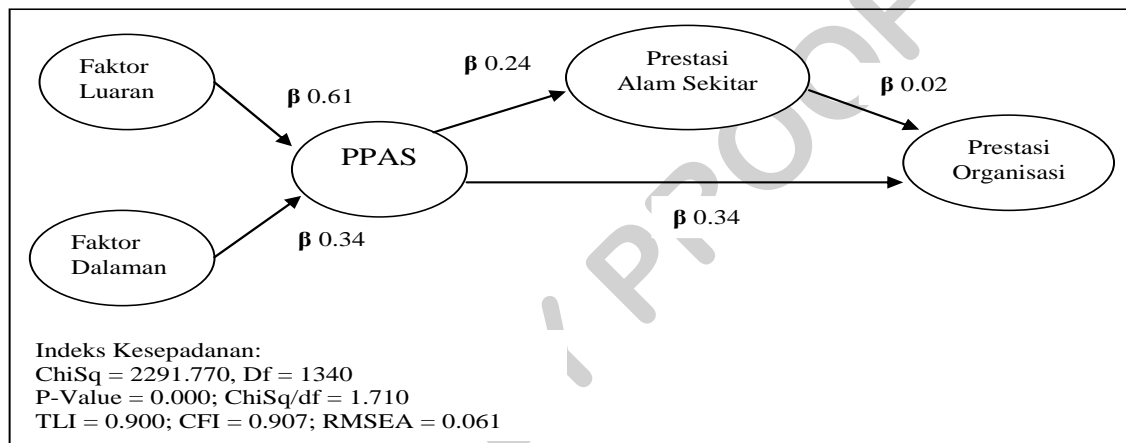 Faktor
Luaran
β 0.61
PPAS
β 0.24
Prestasi
Alam Sekitar
β 0.02
Prestasi
Organisasi
β 0.34
Faktor
Dalaman
β 0.34
Indeks Kesepadanan:
ChiSq = 2291.770, Df = 1340
P-Value = 0.000; ChiSq/df = 1.710
TLI = 0.900; CFI = 0.907; RMSEA = 0.061